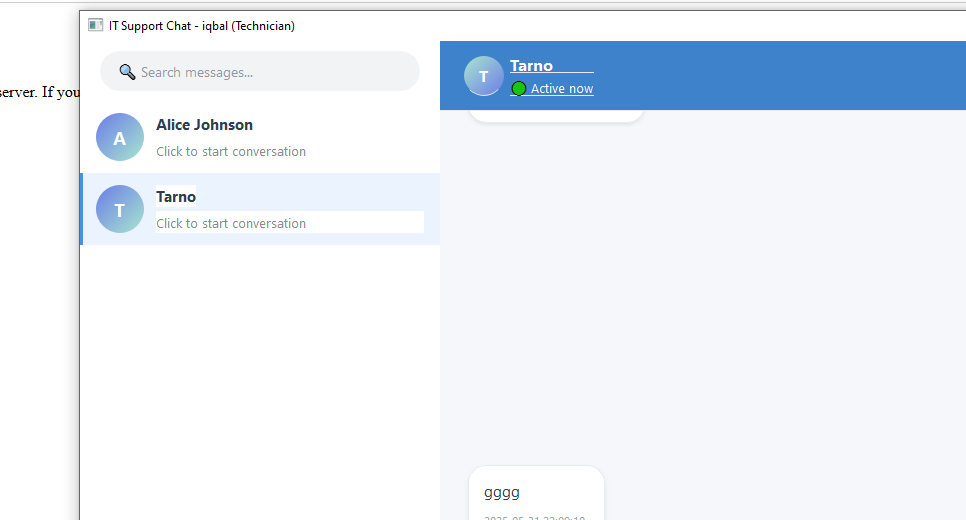 IT Support Chat - iqbal (Technician)
server. If you
Search messages...
A
Alice Johnson
Click to start conversation
T
Tarno
Click to start conversation
T
Tarno
Active now
gggg